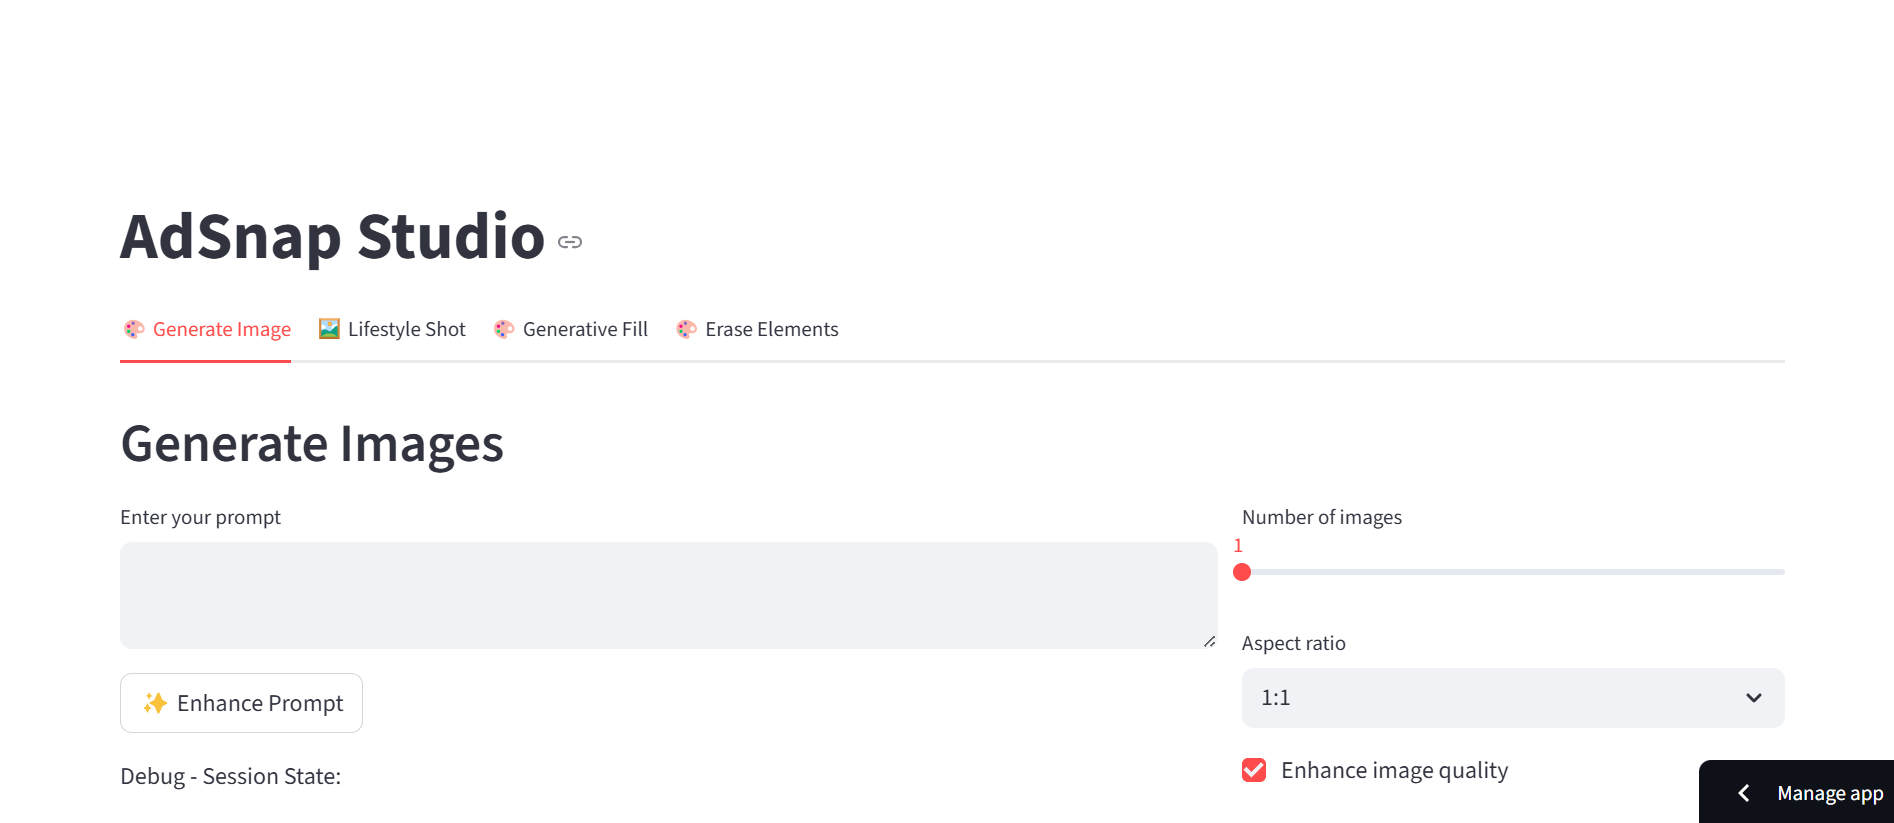 AdSnap Studio
Generate Image Lifestyle Shot Generative Fill Erase Elements
Generate Images
Enter your prompt
Number of images
1
Aspect ratio
1:1
Enhance Prompt
Enhance image quality
Debug - Session State:
Manage app